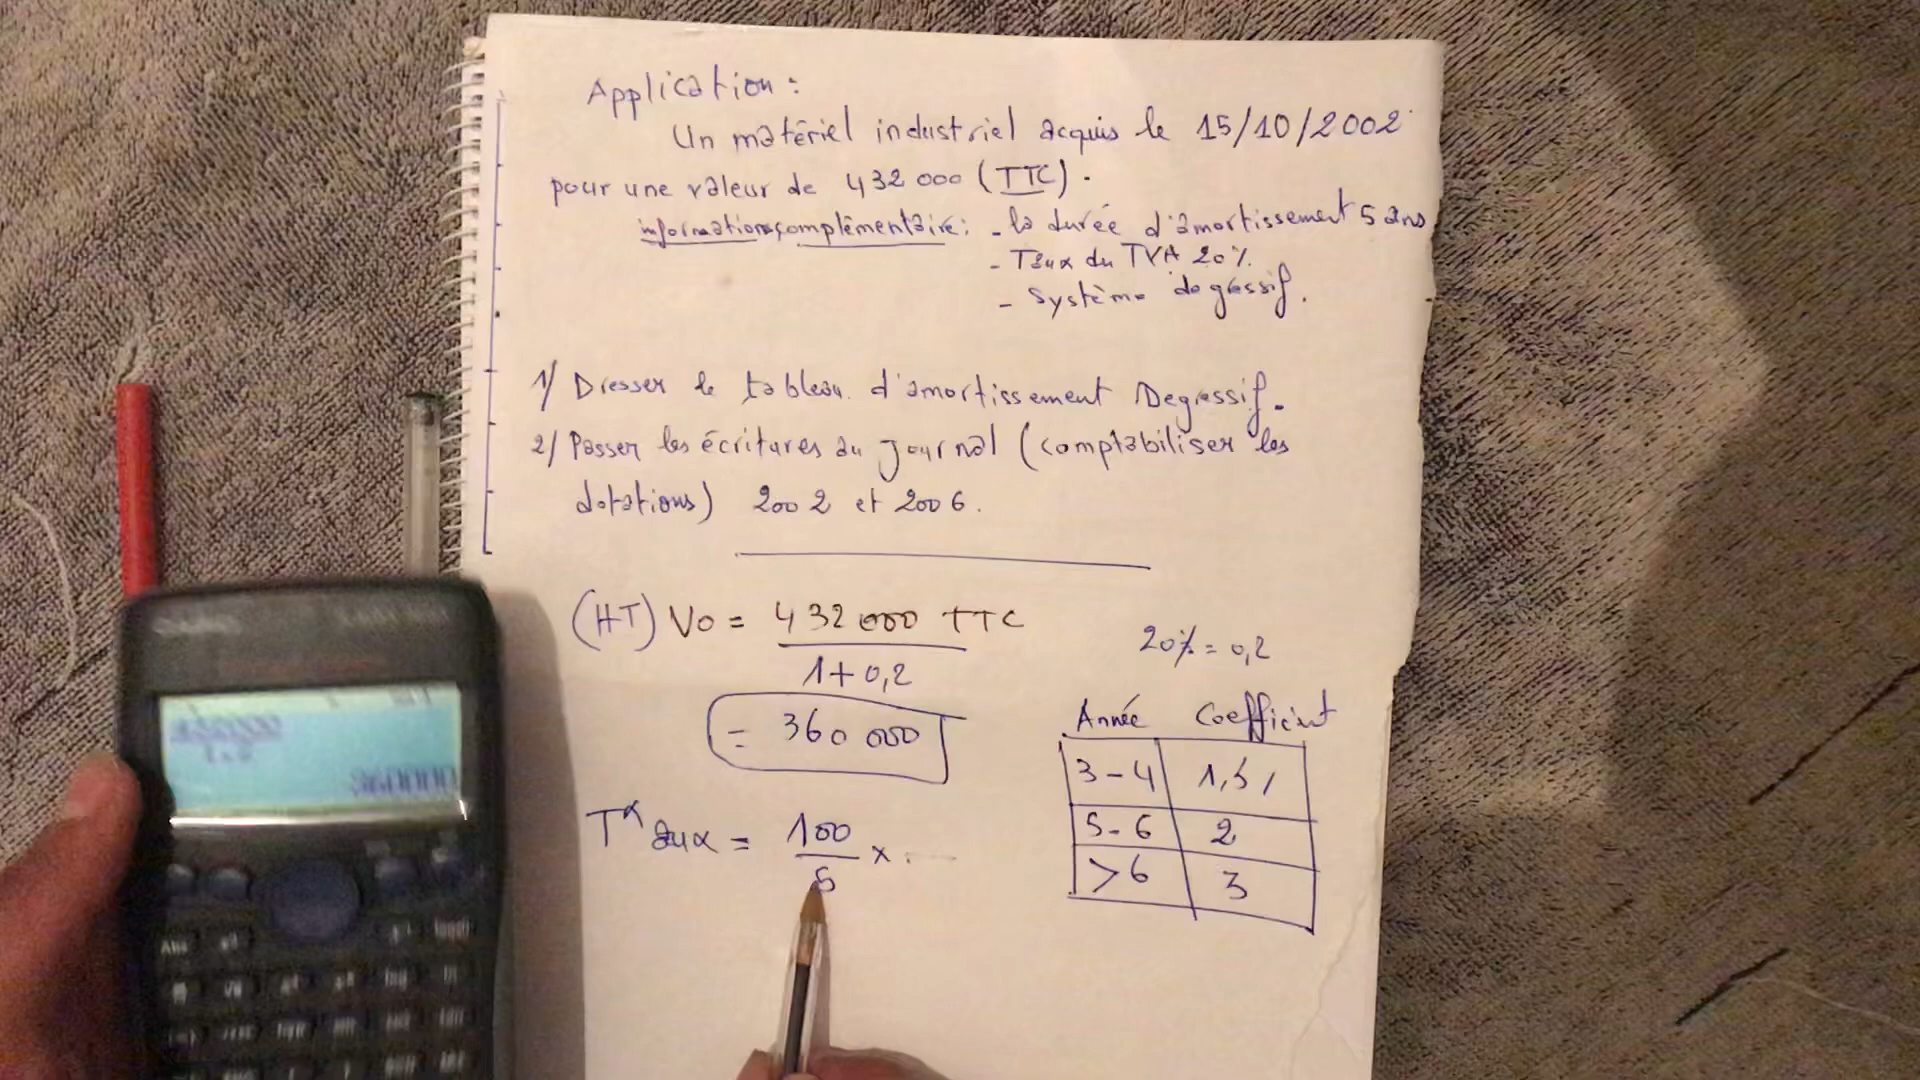 Application :
Un matériel industriel acquis le 15/10/2002
pour une valeur de 432 000 (TTC).
informations complémentaire : - la durée d'amortissement 5 ans
- Taux du TVA 20%.
- Système degéssif.
1/ Dresser le tableau d'amortissement Degressif.
2/ Passer les écritures au Journal (comptabiliser les
dotations) 2002 et 2006.
(HT) Vo = 432 000 TTC
1+0,2
= 360 000
20% = 0,2
Année Coefficient
3-4 1,5
5-6 2
>6 3
Taux = 100 x
5